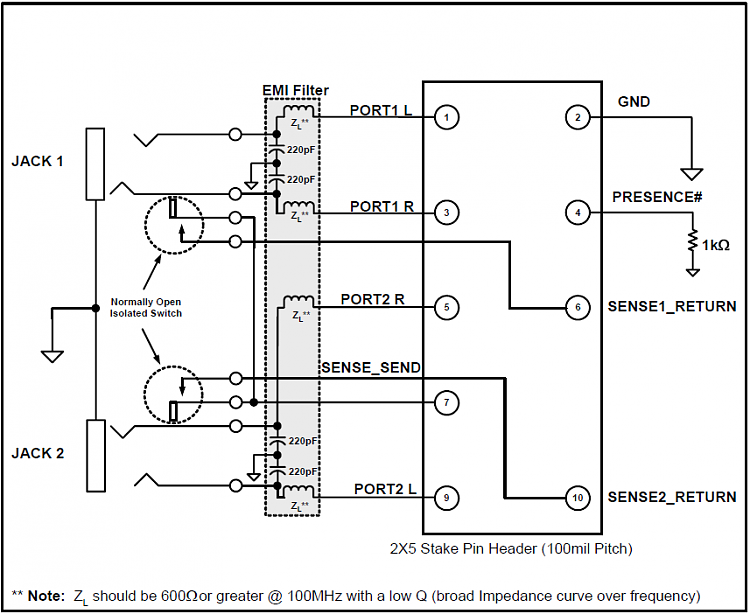 EMI Filter
PORT1 L
1
2
GND
Z_L**
220pF
220pF
JACK 1
PORT1 R
3
4
PRESENCE#
Z_L**
1kΩ
Normally Open
Isolated Switch
PORT2 R
5
6
SENSE1_RETURN
Z_L**
SENSE_SEND
7
220pF
JACK 2
220pF
PORT2 L
9
10
SENSE2_RETURN
Z_L**
2X5 Stake Pin Header (100mil Pitch)
** Note: Z_L should be 600Ωor greater @ 100MHz with a low Q (broad Impedance curve over frequency)